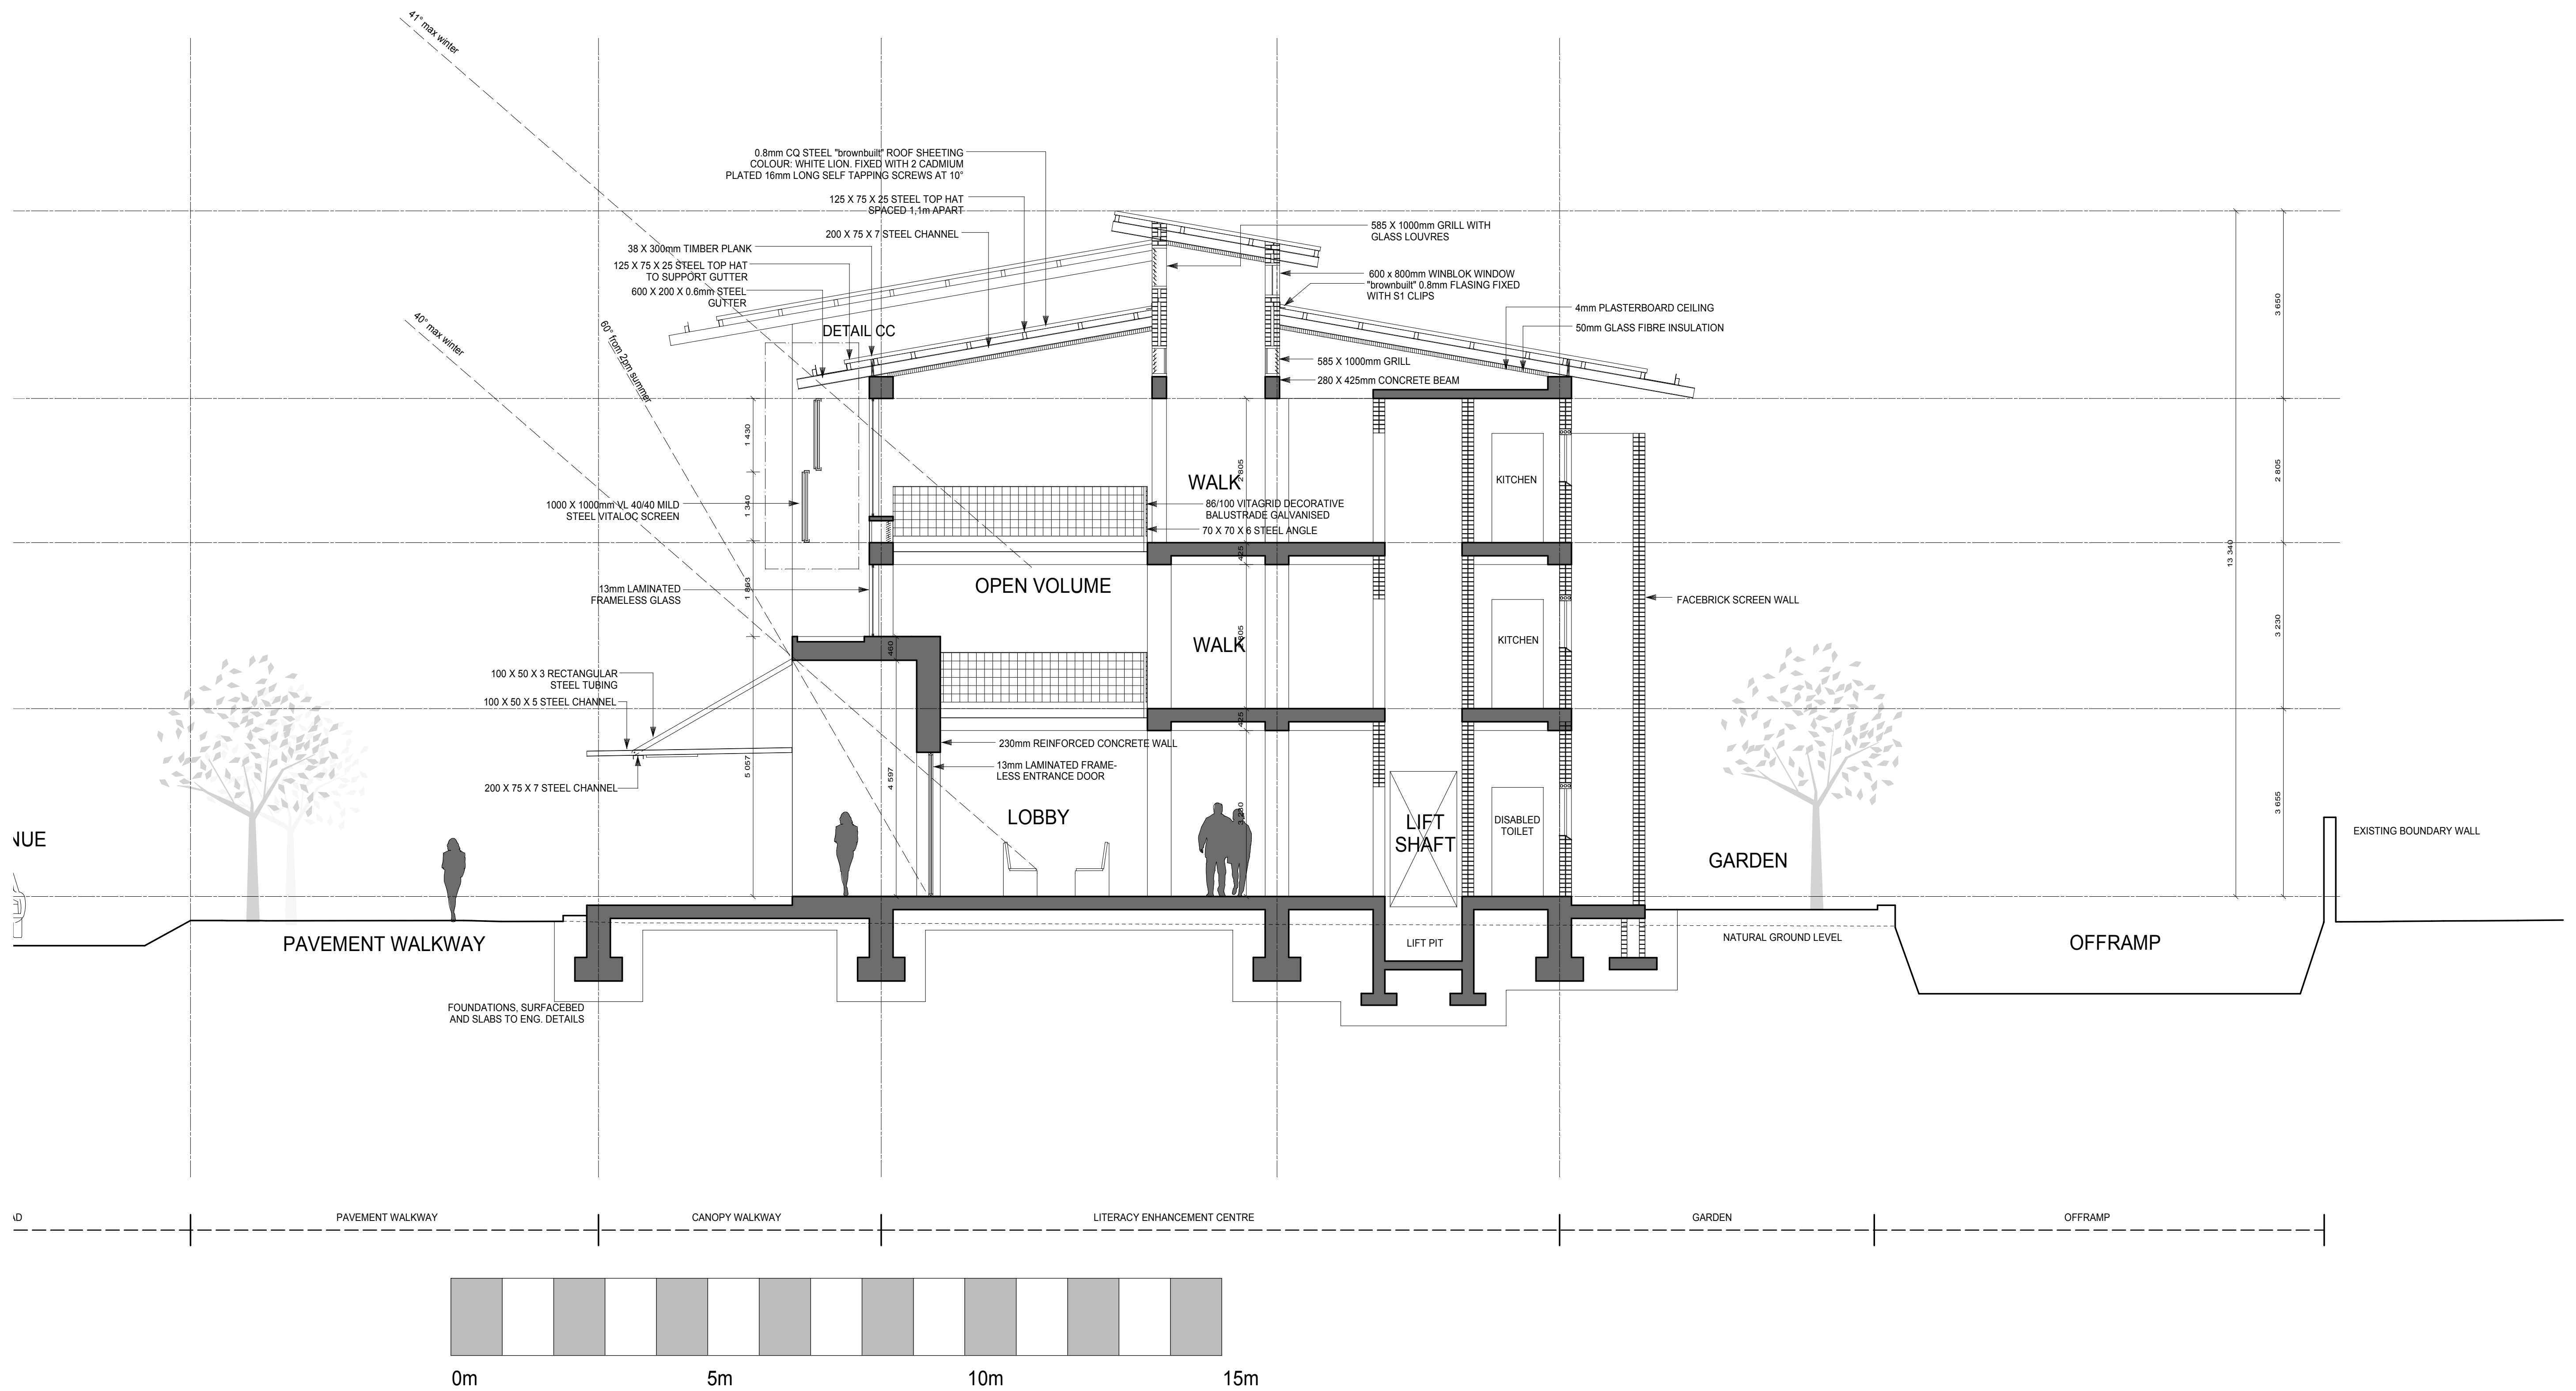 41° max winter
0.8mm CQ STEEL "brownbuilt" ROOF SHEETING
COLOUR: WHITE LION. FIXED WITH 2 CADMIUM
PLATED 16mm LONG SELF TAPPING SCREWS AT 10°
125 X 75 X 25 STEEL TOP HAT
SPACED 1,1m APART
200 X 75 X 7 STEEL CHANNEL
38 X 300mm TIMBER PLANK
125 X 75 X 25 STEEL TOP HAT
TO SUPPORT GUTTER
600 X 200 X 0.6mm STEEL
GUTTER
585 X 1000mm GRILL WITH
GLASS LOUVRES
600 x 800mm WINBLOK WINDOW
"brownbuilt" 0.8mm FLASING FIXED
WITH S1 CLIPS
4mm PLASTERBOARD CEILING
50mm GLASS FIBRE INSULATION
3 650
40° max winter
60° from 2pm summer
DETAIL CC
585 X 1000mm GRILL
280 X 425mm CONCRETE BEAM
1 430
WALK
2 805
KITCHEN
2 805
1 340
1000 X 1000mm VL 40/40 MILD
STEEL VITALOC SCREEN
86/100 VITAGRID DECORATIVE
BALUSTRADE GALVANISED
70 X 70 X 6 STEEL ANGLE
425
13 340
13mm LAMINATED
FRAMELESS GLASS
1 863
OPEN VOLUME
FACEBRICK SCREEN WALL
460
WALK
KITCHEN
3 230
100 X 50 X 3 RECTANGULAR
STEEL TUBING
100 X 50 X 5 STEEL CHANNEL
425
230mm REINFORCED CONCRETE WALL
13mm LAMINATED FRAME-
LESS ENTRANCE DOOR
5 057
4 597
200 X 75 X 7 STEEL CHANNEL
LOBBY
LIFT
SHAFT
DISABLED
TOILET
3 655
NUE
EXISTING BOUNDARY WALL
GARDEN
PAVEMENT WALKWAY
LIFT PIT
NATURAL GROUND LEVEL
OFFRAMP
FOUNDATIONS, SURFACEBED
AND SLABS TO ENG. DETAILS
AD
PAVEMENT WALKWAY
CANOPY WALKWAY
LITERACY ENHANCEMENT CENTRE
GARDEN
OFFRAMP
0m
5m
10m
15m